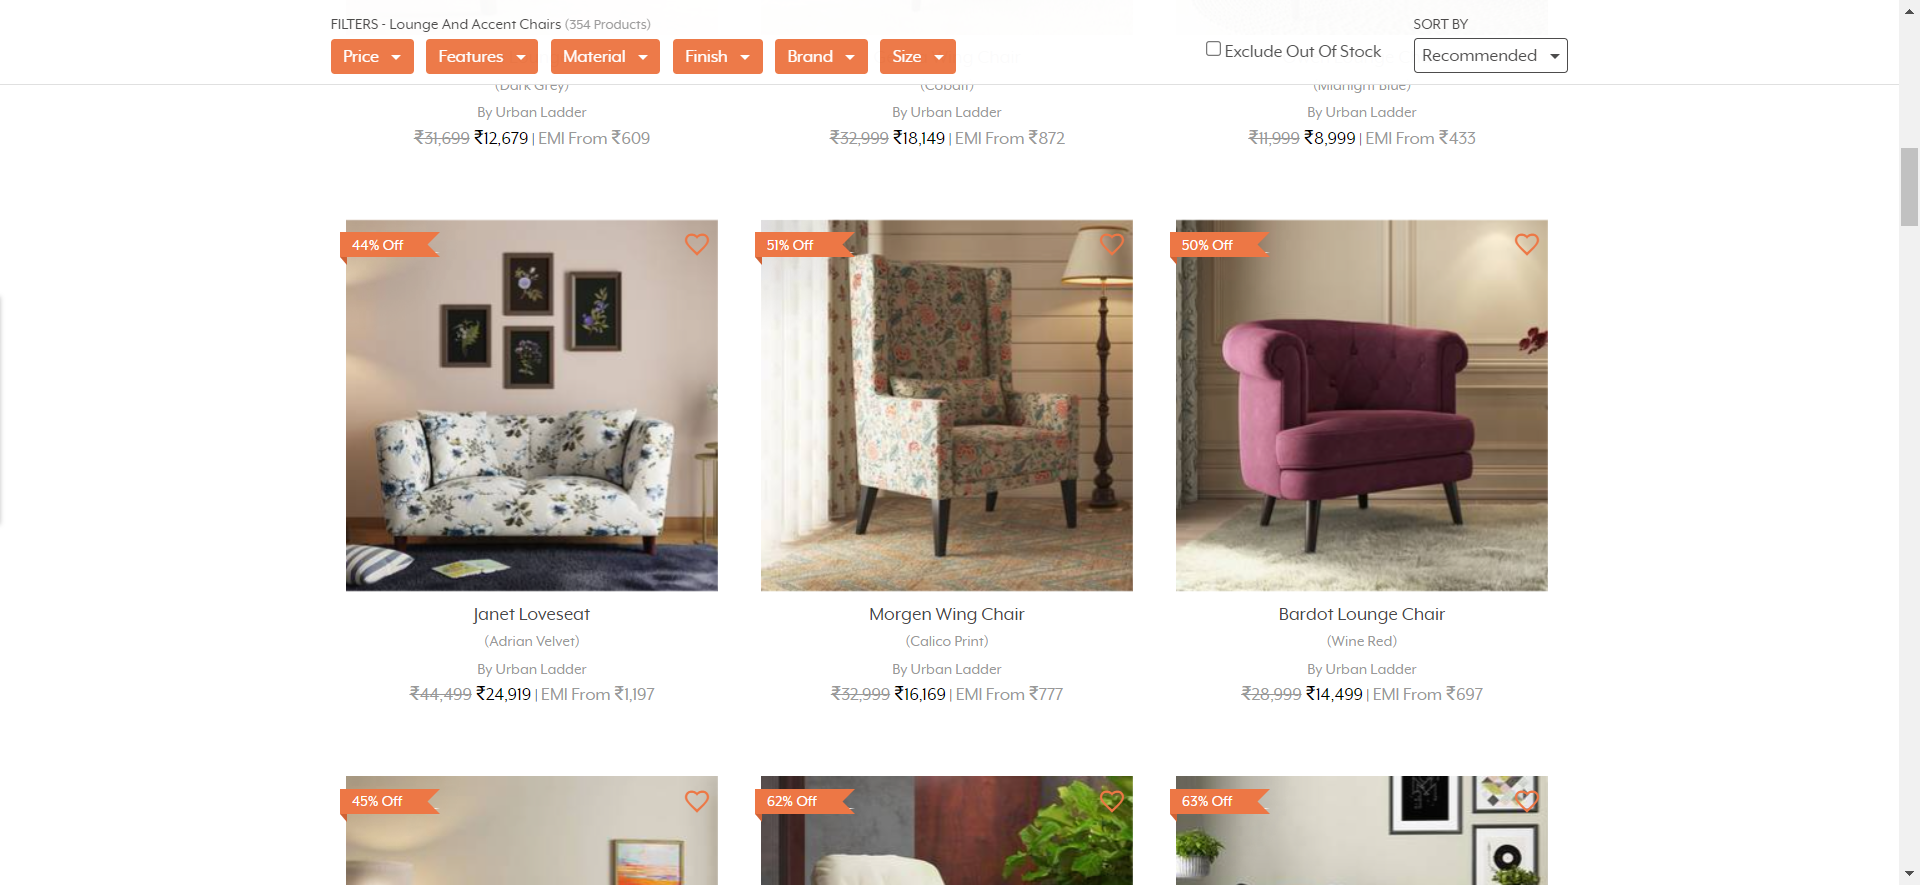 FILTERS - Lounge And Accent Chairs (354 Products)
SORT BY
Price
Features
Material
Finish
Brand
Size
Exclude Out Of Stock
Recommended
(Dark Grey)
(Cobalt)
(Midnight Blue)
By Urban Ladder
By Urban Ladder
By Urban Ladder
₹31,699 ₹12,679 | EMI From ₹609
₹32,999 ₹18,149 | EMI From ₹872
₹11,999 ₹8,999 | EMI From ₹433
44% Off
51% Off
50% Off
Janet Loveseat
(Adrian Velvet)
By Urban Ladder
₹44,499 ₹24,919 | EMI From ₹1,197
Morgen Wing Chair
(Calico Print)
By Urban Ladder
₹32,999 ₹16,169 | EMI From ₹777
Bardot Lounge Chair
(Wine Red)
By Urban Ladder
₹28,999 ₹14,499 | EMI From ₹697
45% Off
62% Off
63% Off